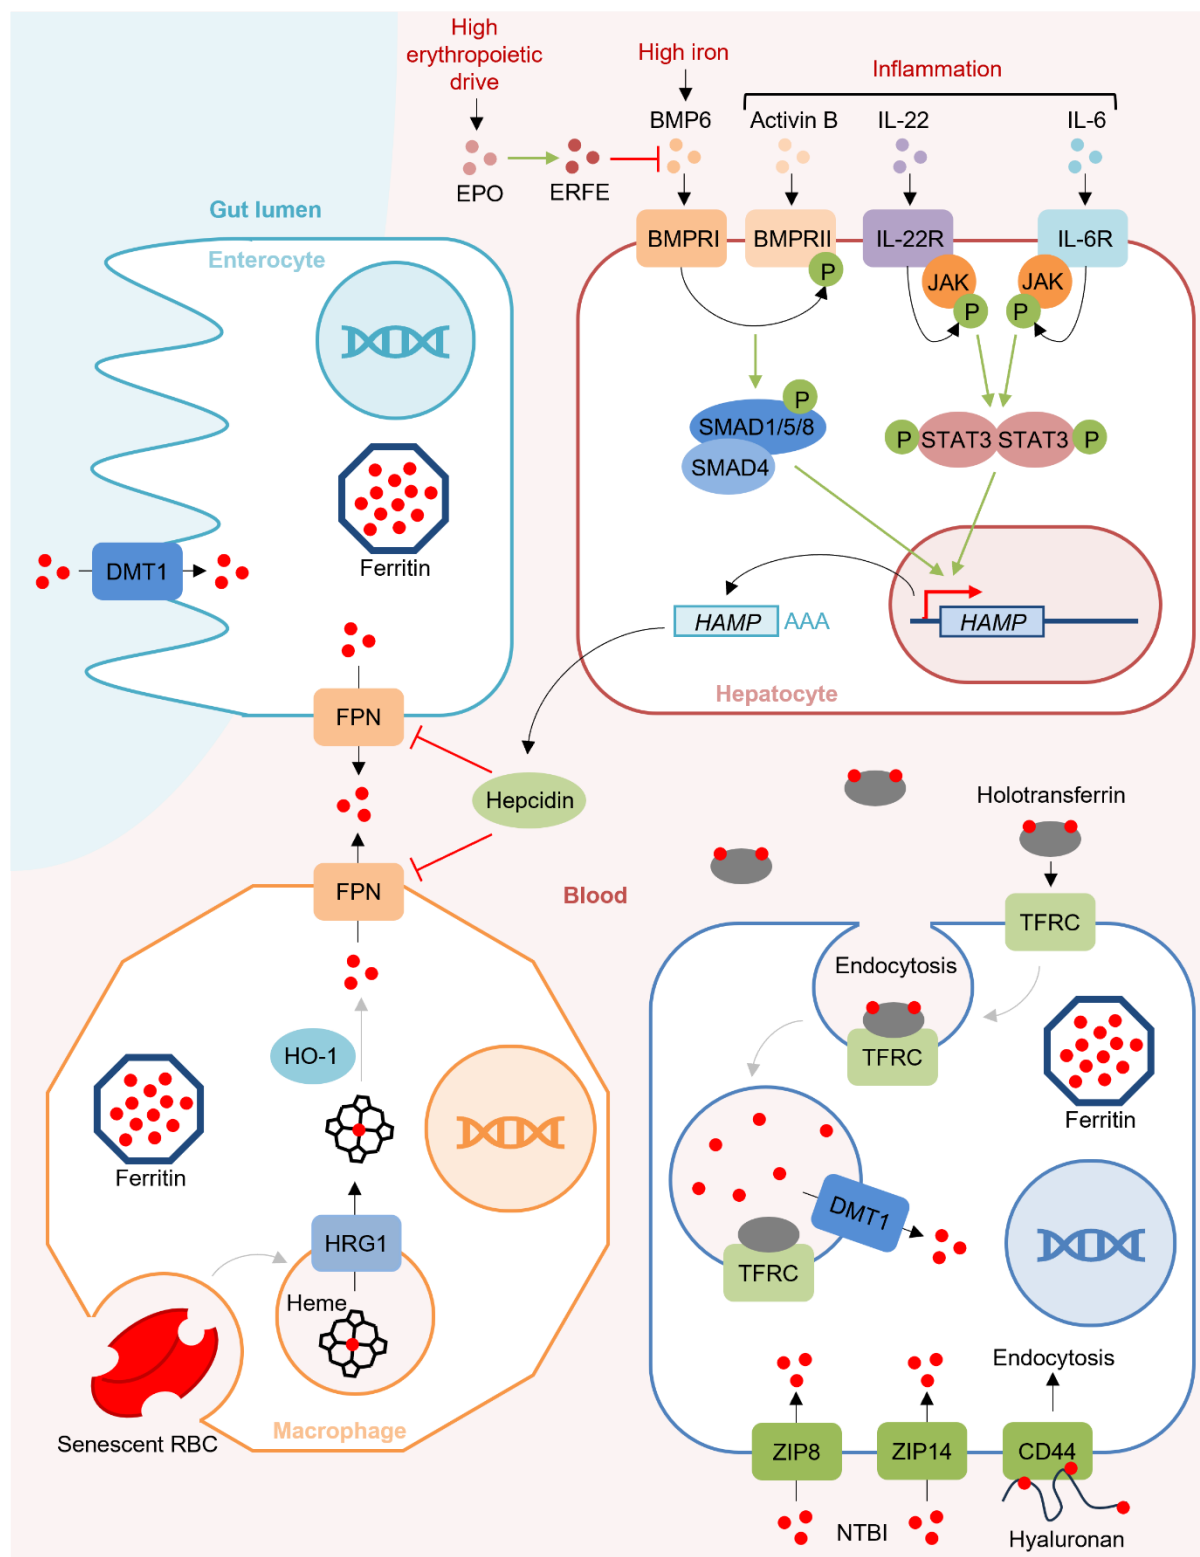 High
erythropoietic
drive
High iron
Inflammation
BMP6
Activin B
IL-22
IL-6
EPO
ERFE
Gut lumen
Enterocyte
BMPRI
BMPRII
IL-22R
IL-6R
P
JAK
JAK
P
P
P
SMAD1/5/8
SMAD4
P
STAT3
STAT3
P
Ferritin
DMT1
HAMP
AAA
HAMP
Hepatocyte
FPN
Hepcidin
Holotransferrin
FPN
Blood
TFRC
Endocytosis
TFRC
HO-1
Ferritin
Ferritin
DMT1
HRG1
TFRC
Heme
Endocytosis
Macrophage
Senescent RBC
ZIP8
ZIP14
CD44
NTBI
Hyaluronan